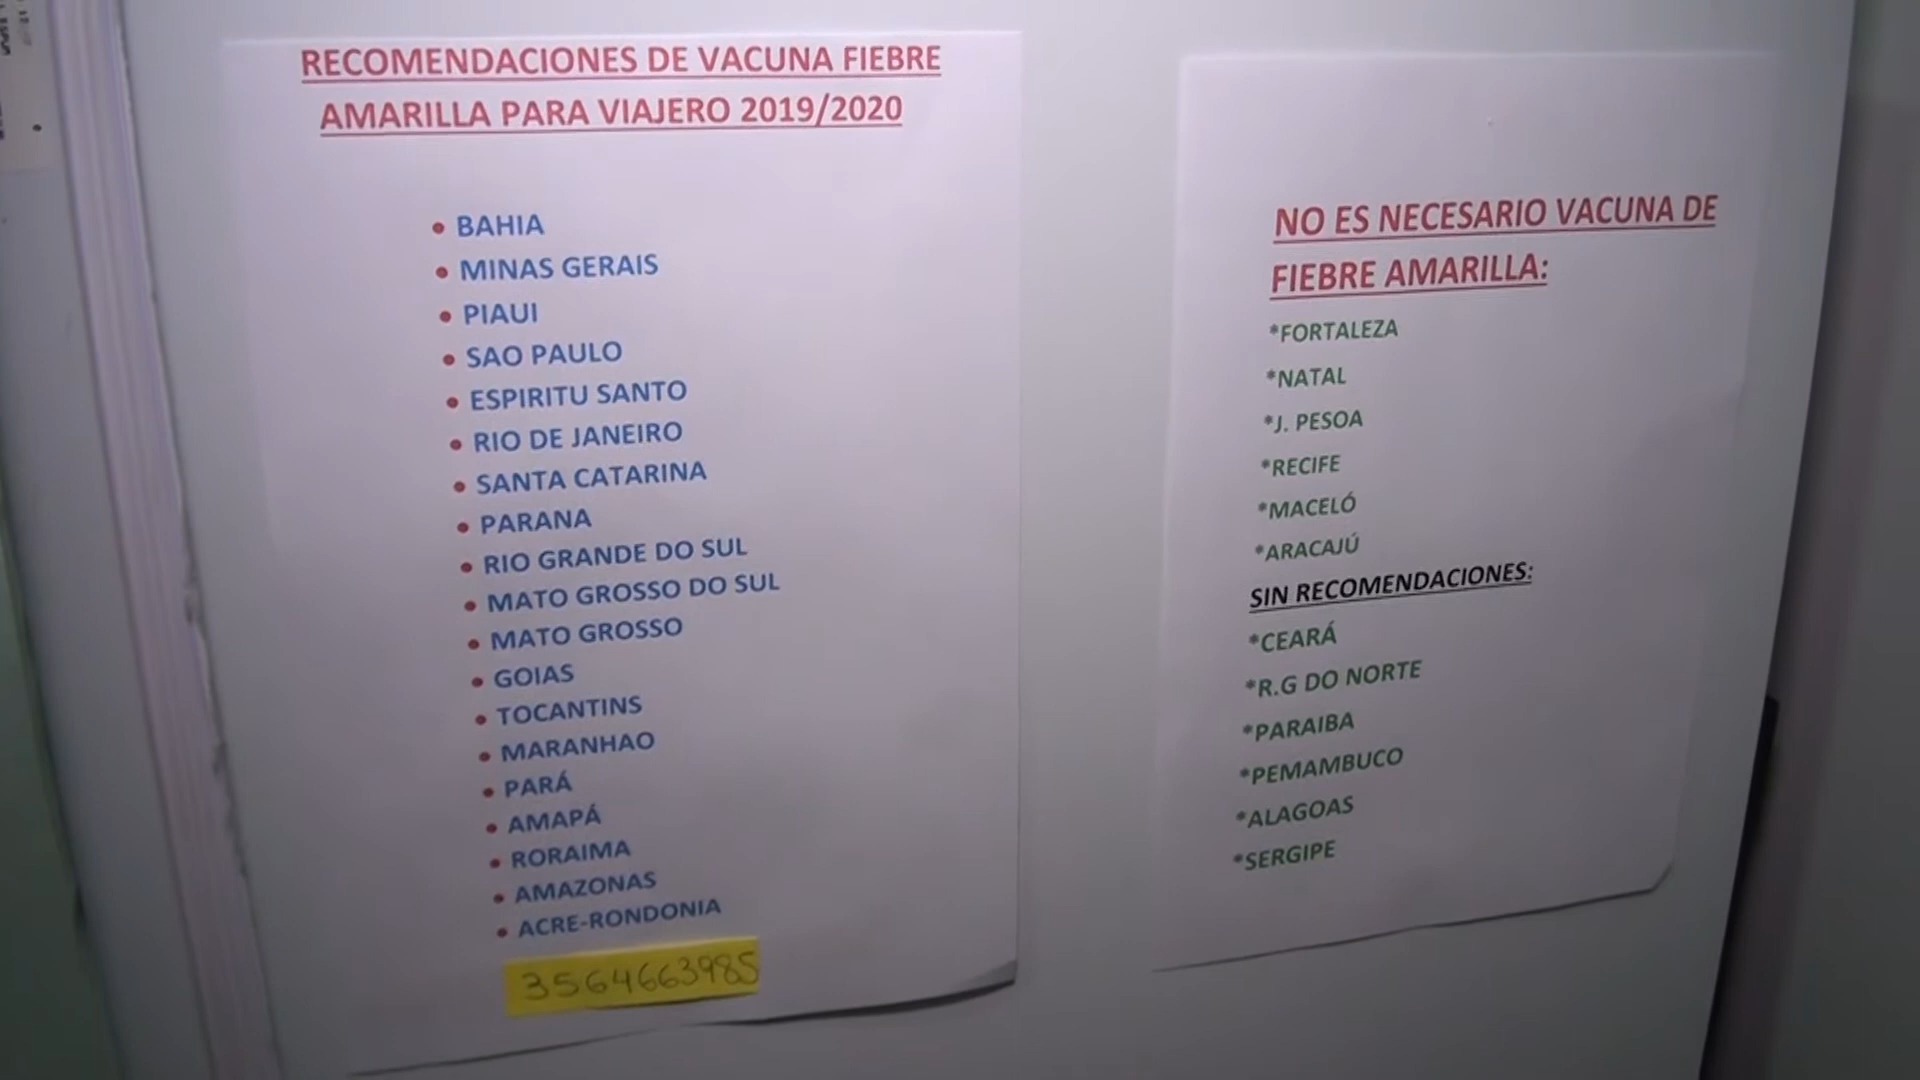 RECOMENDACIONES DE VACUNA FIEBRE
AMARILLA PARA VIAJERO 2019/2020
• BAHIA
• MINAS GERAIS
• PIAUI
• SAO PAULO
• ESPIRITU SANTO
• RIO DE JANEIRO
• SANTA CATARINA
• PARANA
• RIO GRANDE DO SUL
• MATO GROSSO DO SUL
• MATO GROSSO
• GOIAS
• TOCANTINS
• MARANHAO
• PARÁ
• AMAPÁ
• RORAIMA
• AMAZONAS
• ACRE-RONDONIA
3564663985
NO ES NECESARIO VACUNA DE
FIEBRE AMARILLA:
*FORTALEZA
*NATAL
*J. PESOA
*RECIFE
*MACELÓ
*ARACAJÚ
SIN RECOMENDACIONES:
*CEARÁ
*R.G DO NORTE
*PARAIBA
*PEMAMBUCO
*ALAGOAS
*SERGIPE